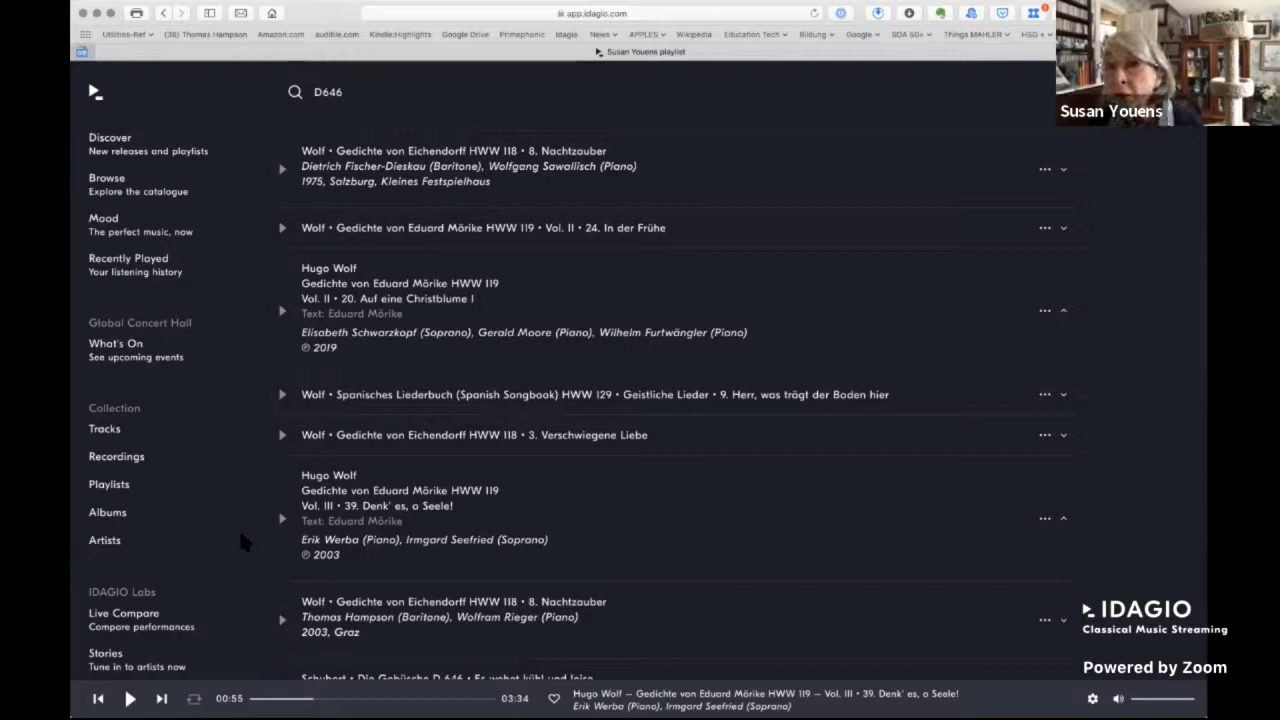 app.idagio.com
Utilities-Ref (38) Thomas Hampson Amazon.com audible.com Kindle:Highlights Google Drive Primephonic Idagio News APPLES Wikipedia Education Tech Bildung Google SDA 50+ Things MAHLER HSG
Susan Youens playlist
Susan Youens
D646
Discover
New releases and playlists
Browse
Explore the catalogue
Mood
The perfect music, now
Recently Played
Your listening history
Global Concert Hall
What's On
See upcoming events
Collection
Tracks
Recordings
Playlists
Albums
Artists
IDAGIO Labs
Live Compare
Compare performances
Stories
Tune in to artists now
Wolf • Gedichte von Eichendorff HWW 118 • 8. Nachtzauber
Dietrich Fischer-Dieskau (Baritone), Wolfgang Sawallisch (Piano)
1975, Salzburg, Kleines Festspielhaus
Wolf • Gedichte von Eduard Mörike HWW 119 • Vol. II • 24. In der Frühe
Hugo Wolf
Gedichte von Eduard Mörike HWW 119
Vol. II • 20. Auf eine Christblume I
Text: Eduard Mörike
Elisabeth Schwarzkopf (Soprano), Gerald Moore (Piano), Wilhelm Furtwängler (Piano)
℗ 2019
Wolf • Spanisches Liederbuch (Spanish Songbook) HWW 129 • Geistliche Lieder • 9. Herr, was trägt der Boden hier
Wolf • Gedichte von Eichendorff HWW 118 • 3. Verschwiegene Liebe
Hugo Wolf
Gedichte von Eduard Mörike HWW 119
Vol. III • 39. Denk' es, o Seele!
Text: Eduard Mörike
Erik Werba (Piano), Irmgard Seefried (Soprano)
℗ 2003
Wolf • Gedichte von Eichendorff HWW 118 • 8. Nachtzauber
Thomas Hampson (Baritone), Wolfram Rieger (Piano)
2003, Graz
Schubert • Die Gebüsche D 646 • Es wehet kühl und leise
IDAGIO
Classical Music Streaming
Powered by Zoom
00:55
03:34
Hugo Wolf – Gedichte von Eduard Mörike HWW 119 – Vol. III • 39. Denk' es, o Seele!
Erik Werba (Piano), Irmgard Seefried (Soprano)